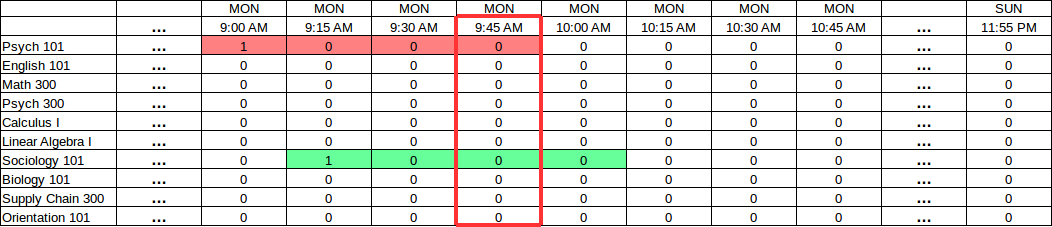 MON MON MON MON MON MON MON MON SUN
... 9:00 AM 9:15 AM 9:30 AM 9:45 AM 10:00 AM 10:15 AM 10:30 AM 10:45 AM ... 11:55 PM
Psych 101 ... 1 0 0 0 0 0 0 0 ... 0
English 101 ... 0 0 0 0 0 0 0 0 ... 0
Math 300 ... 0 0 0 0 0 0 0 0 ... 0
Psych 300 ... 0 0 0 0 0 0 0 0 ... 0
Calculus I ... 0 0 0 0 0 0 0 0 ... 0
Linear Algebra I ... 0 0 0 0 0 0 0 0 ... 0
Sociology 101 ... 0 1 0 0 0 0 0 0 ... 0
Biology 101 ... 0 0 0 0 0 0 0 0 ... 0
Supply Chain 300 ... 0 0 0 0 0 0 0 0 ... 0
Orientation 101 ... 0 0 0 0 0 0 0 0 ... 0